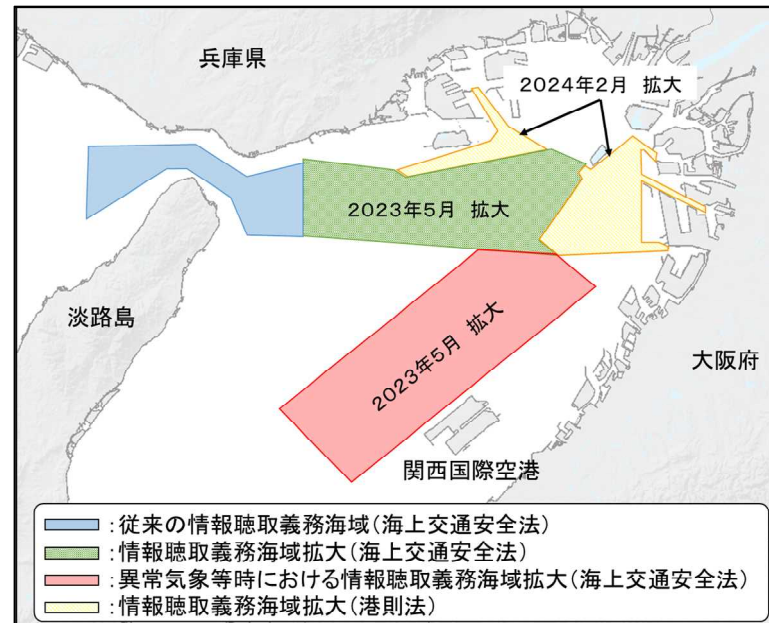 兵庫県
2024年2月 拡大
2023年5月 拡大
淡路島
2023年5月 拡大
大阪府
関西国際空港
:従来の情報聴取義務海域(海上交通安全法)
:情報聴取義務海域拡大(海上交通安全法)
:異常気象等時における情報聴取義務海域拡大(海上交通安全法)
:情報聴取義務海域拡大(港則法)